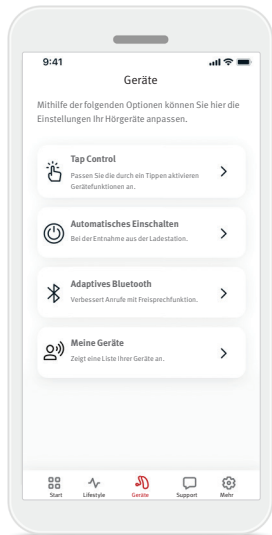 9:41
Geräte
Mithilfe der folgenden Optionen können Sie hier die
Einstellungen Ihr Hörgeräte anpassen.
Tap Control
Passen Sie die durch ein Tippen aktivieren
Gerätefunktionen an.
Automatisches Einschalten
Bei der Entnahme aus der Ladestation.
Adaptives Bluetooth
Verbessert Anrufe mit Freisprechfunktion.
Meine Geräte
Zeigt eine Liste Ihrer Geräte an.
Start Lifestyle Geräte Support Mehr